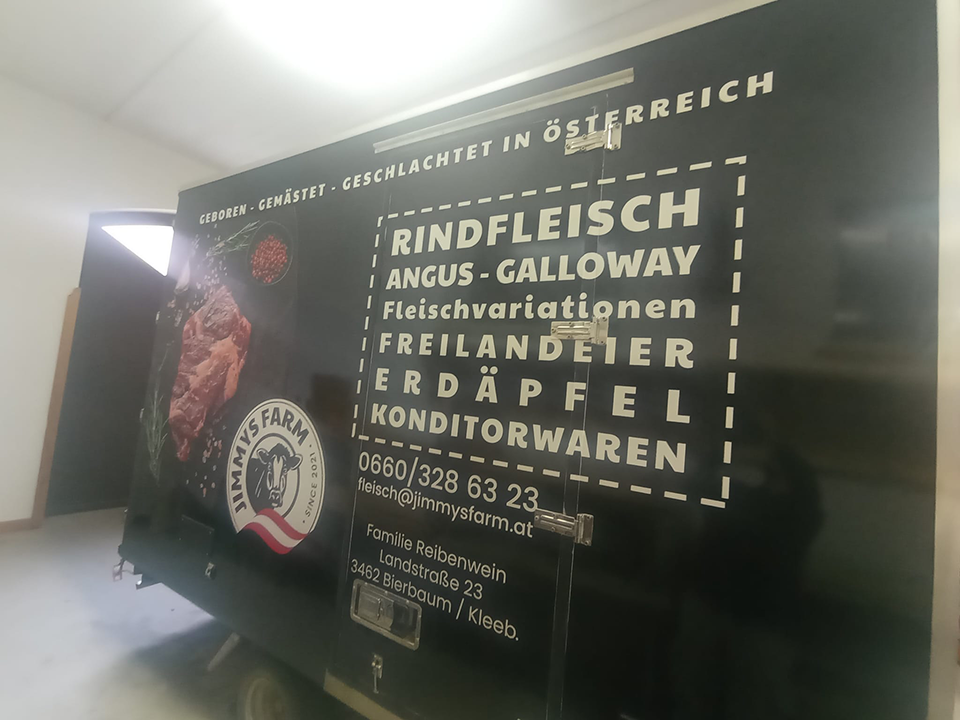 GEBOREN - GEMÄSTET - GESCHLACHTET IN ÖSTERREICH
RINDFLEISCH
ANGUS - GALLOWAY
Fleischvariationen
FREILANDEIER
ERDÄPFEL
KONDITORWAREN
JIMMYS FARM
· SINCE 2021 ·
0660/328 63 23
fleisch@jimmysfarm.at
Familie Reibenwein
Landstraße 23
3462 Bierbaum / Kleeb.